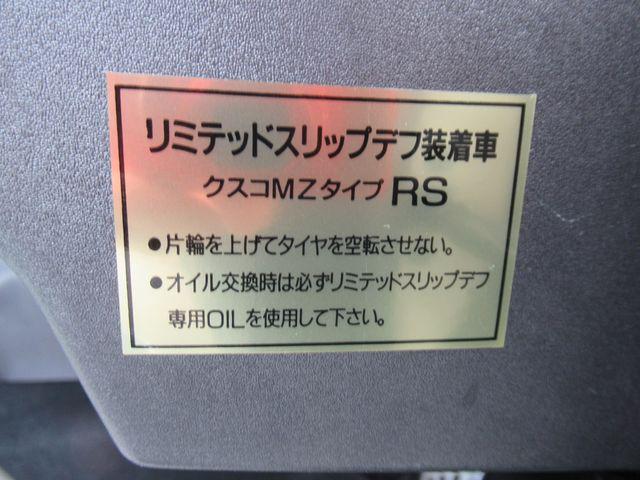 リミテッドスリップデフ装着車
クスコMZタイプ RS
●片輪を上げてタイヤを空転させない。
●オイル交換時は必ずリミテッドスリップデフ
専用OILを使用して下さい。